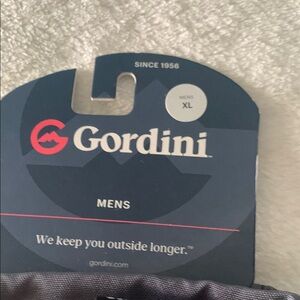 SINCE 1956
MENS
XL
Gordini
MENS
We keep you outside longer.™
gordini.com